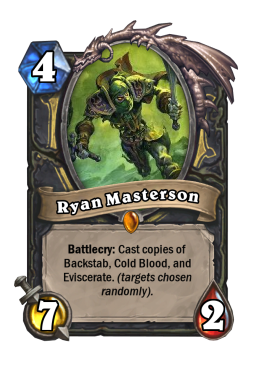 4
Ryan Masterson
Battlecry: Cast copies of
Backstab, Cold Blood, and
Eviscerate. (targets chosen
randomly).
7
2